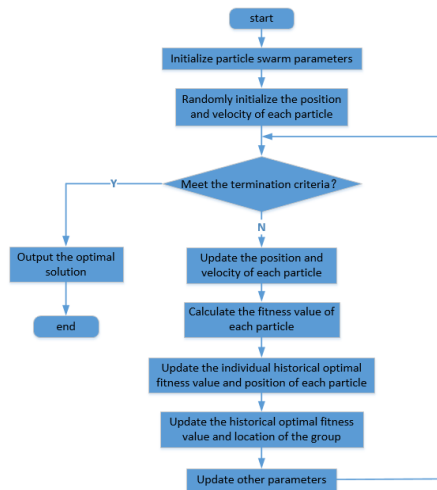 start
Initialize particle swarm parameters
Randomly initialize the position
and velocity of each particle
Meet the termination criteria?
Y
N
Output the optimal
solution
end
Update the position and
velocity of each particle
Calculate the fitness value of
each particle
Update the individual historical optimal
fitness value and position of each particle
Update the historical optimal fitness
value and location of the group
Update other parameters